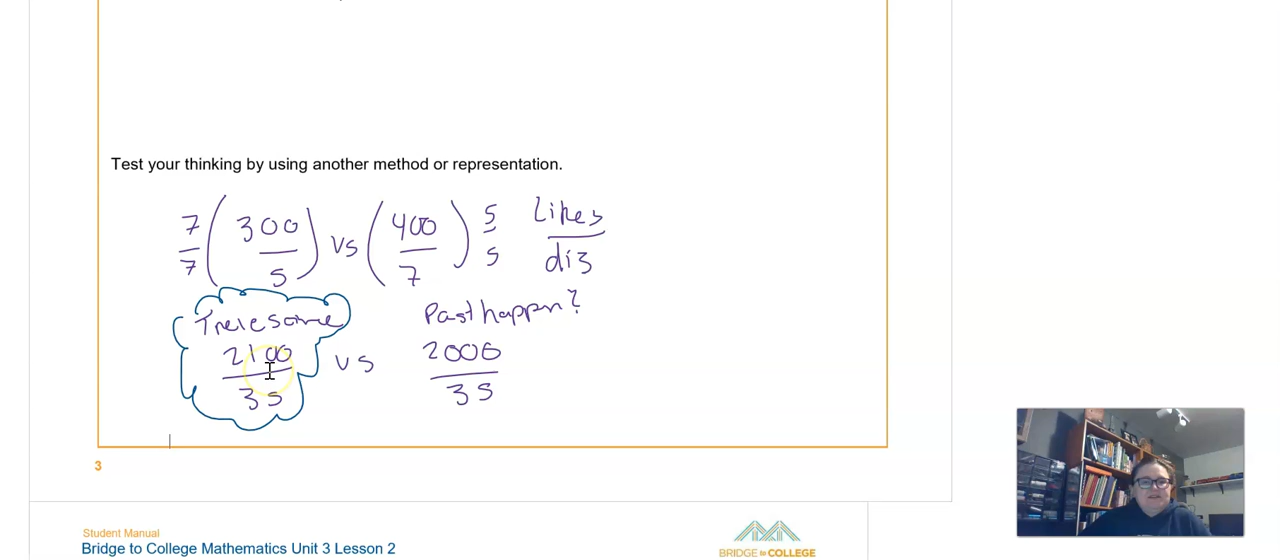 Test your thinking by using another method or representation.
7/7 (300/5) vs (400/7) 5/5 Likes/dis
Past happen?
2100/35 vs 2000/35
3
Student Manual
Bridge to College Mathematics Unit 3 Lesson 2
BRIDGE to COLLEGE